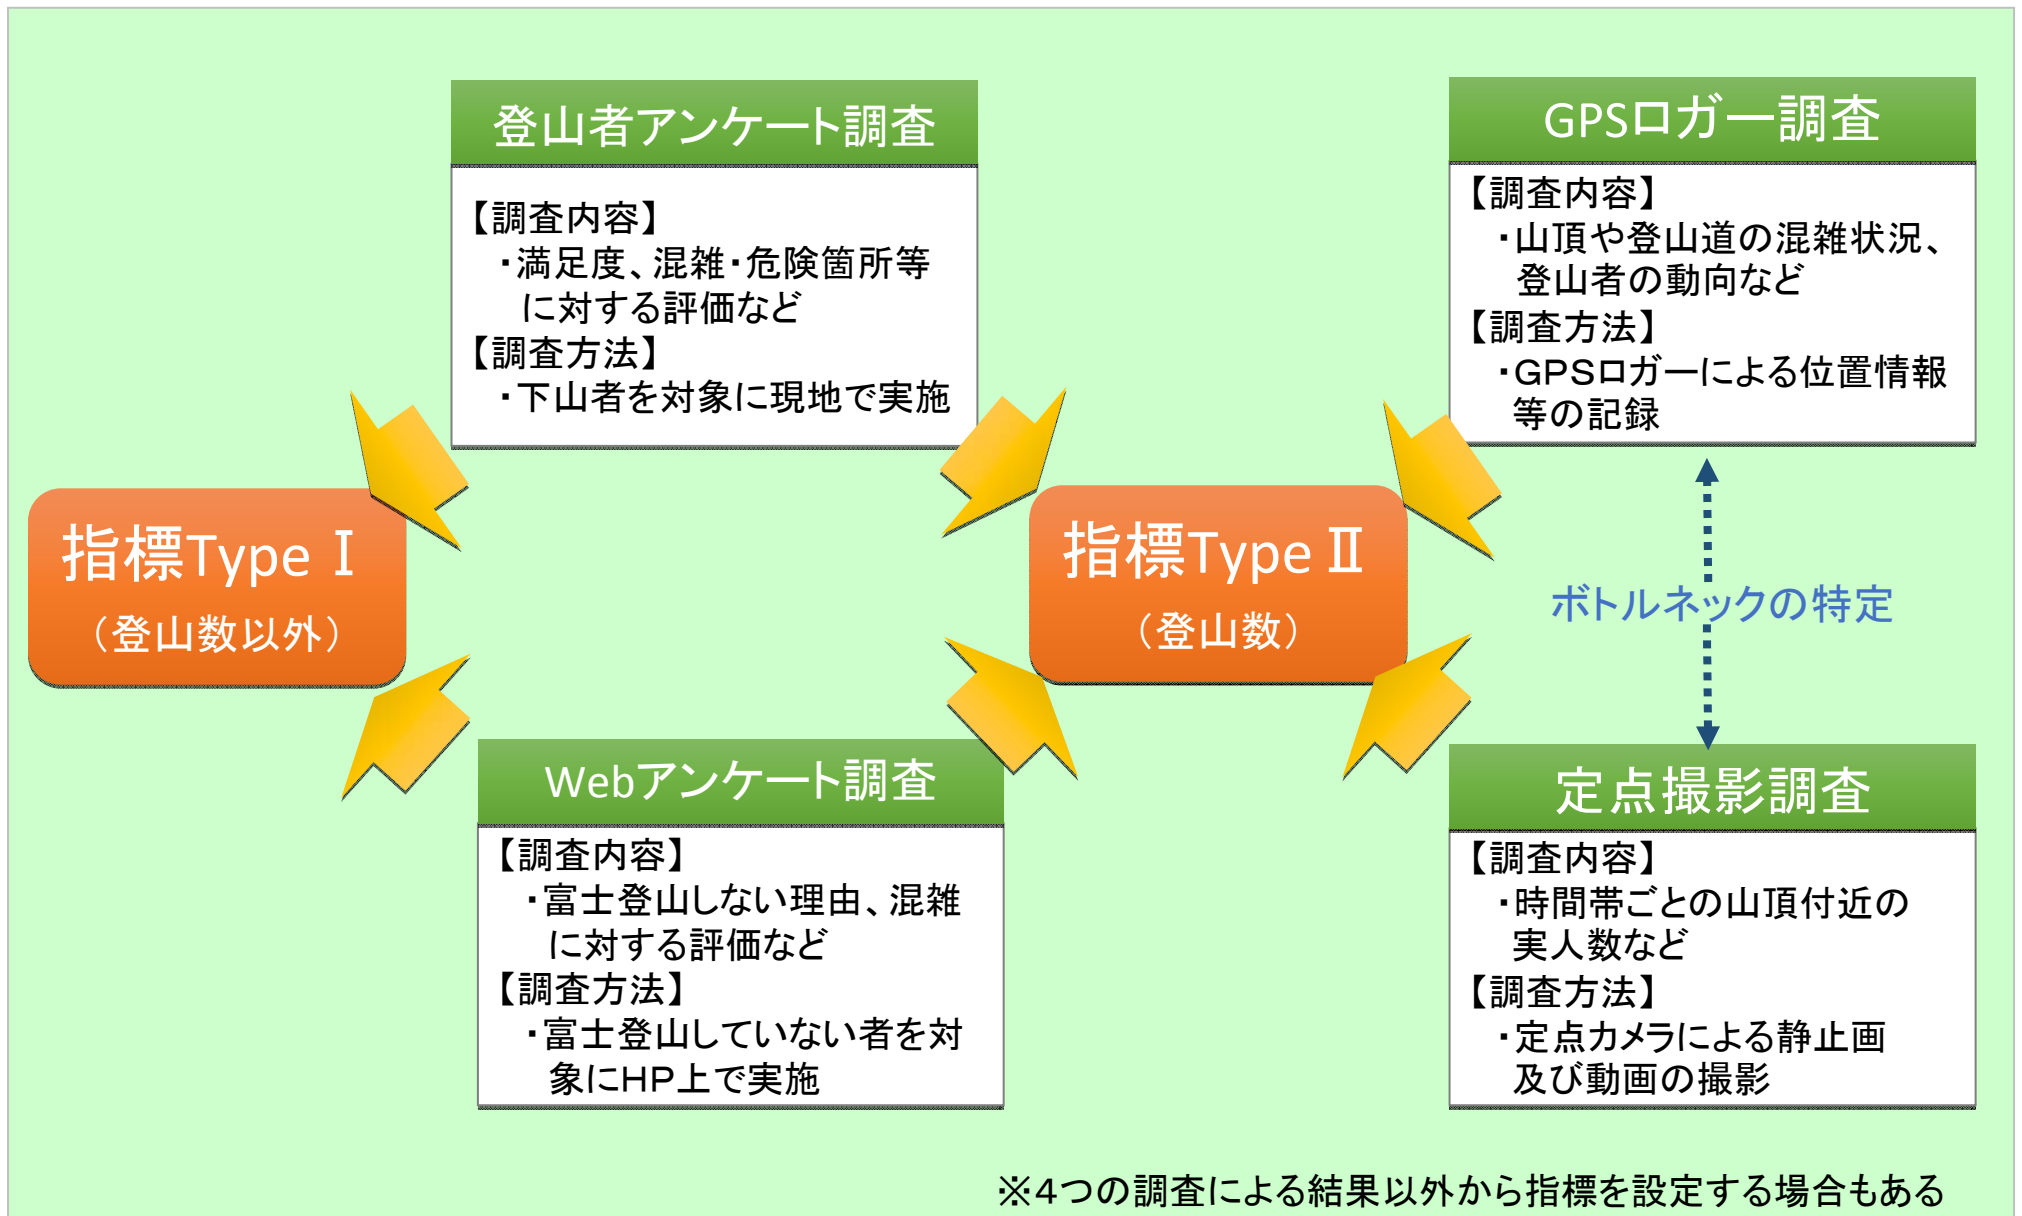 登山者アンケート調査
【調査内容】
・満足度、混雑・危険箇所等
に対する評価など
【調査方法】
・下山者を対象に現地で実施
GPSロガー調査
【調査内容】
・山頂や登山道の混雑状況、
登山者の動向など
【調査方法】
・GPSロガーによる位置情報
等の記録
指標TypeⅠ
（登山数以外）
指標TypeⅡ
（登山数）
ボトルネックの特定
Webアンケート調査
【調査内容】
・富士登山しない理由、混雑
に対する評価など
【調査方法】
・富士登山していない者を対
象にHP上で実施
定点撮影調査
【調査内容】
・時間帯ごとの山頂付近の
実人数など
【調査方法】
・定点カメラによる静止画
及び動画の撮影
※４つの調査による結果以外から指標を設定する場合もある